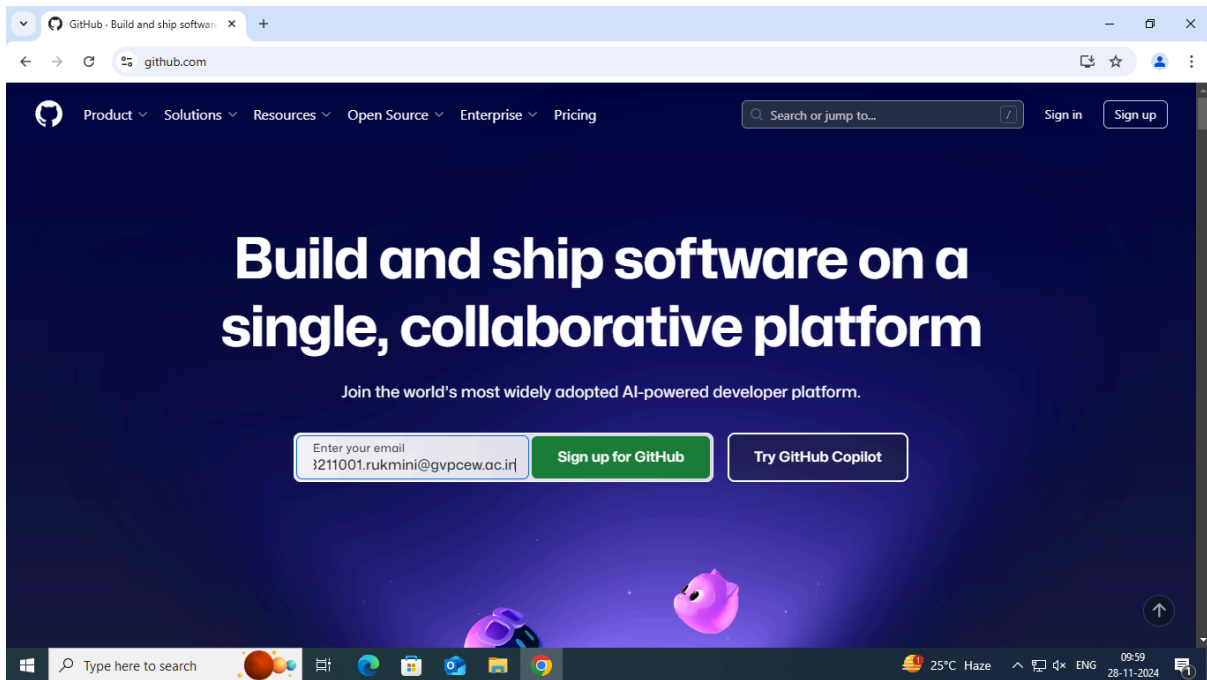 GitHub · Build and ship software
github.com
Product Solutions Resources Open Source Enterprise Pricing Search or jump to... / Sign in Sign up
Build and ship software on a
single, collaborative platform
Join the world's most widely adopted AI-powered developer platform.
Enter your email
211001.rukmini@gvpcew.ac.in
Sign up for GitHub
Try GitHub Copilot
Type here to search
25°C Haze
ENG
09:59
28-11-2024
1